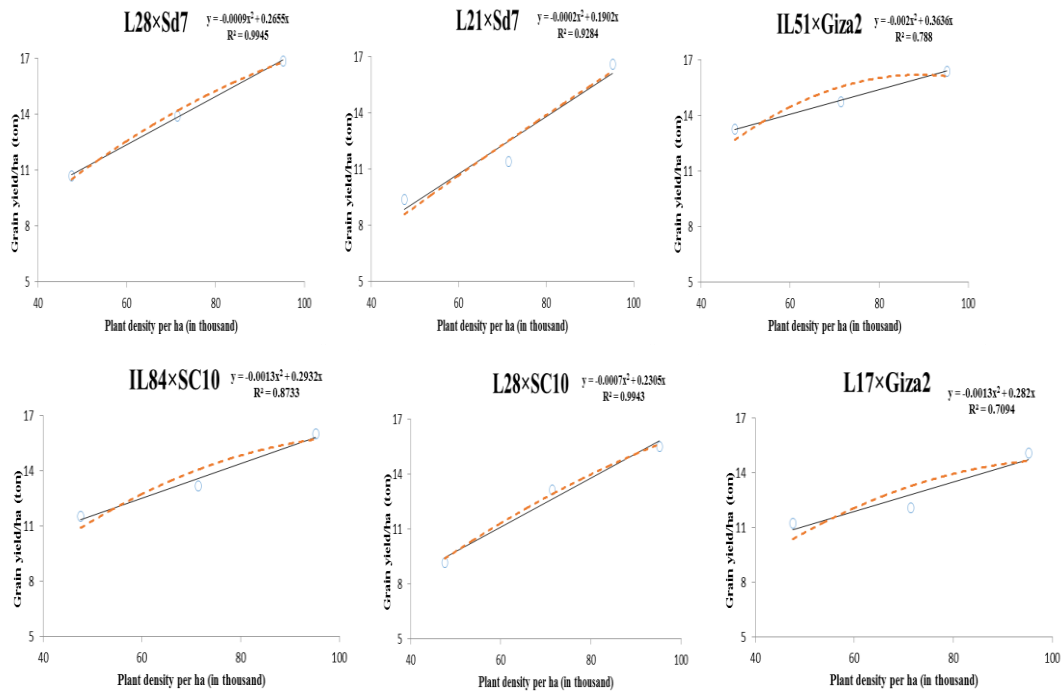 L28×Sd7
y = -0.0009x² + 0.2655x
R² = 0.9945
Grain yield/ha (ton)
17
14
11
8
5
40 60 80 100
Plant density per ha (in thousand)
L21×Sd7
y = -0.0002x² + 0.1902x
R² = 0.9284
Grain yield/ha (ton)
17
14
11
8
5
40 60 80 100
Plant density per ha (in thousand)
IL51×Giza2
y = -0.002x² + 0.3636x
R² = 0.788
Grain yield/ha (ton)
17
14
11
8
5
40 60 80 100
Plant density per ha (in thousand)
IL84×SC10
y = -0.0013x² + 0.2932x
R² = 0.8733
Grain yield/ha (ton)
17
14
11
8
5
40 60 80 100
Plant density per ha (in thousand)
L28×SC10
y = -0.0007x² + 0.2305x
R² = 0.9943
Grain yield/ha (ton)
17
14
11
8
5
40 60 80 100
Plant density per ha (in thousand)
L17×Giza2
y = -0.0013x² + 0.282x
R² = 0.7094
Grain yield/ha (ton)
17
14
11
8
5
40 60 80 100
Plant density per ha (in thousand)